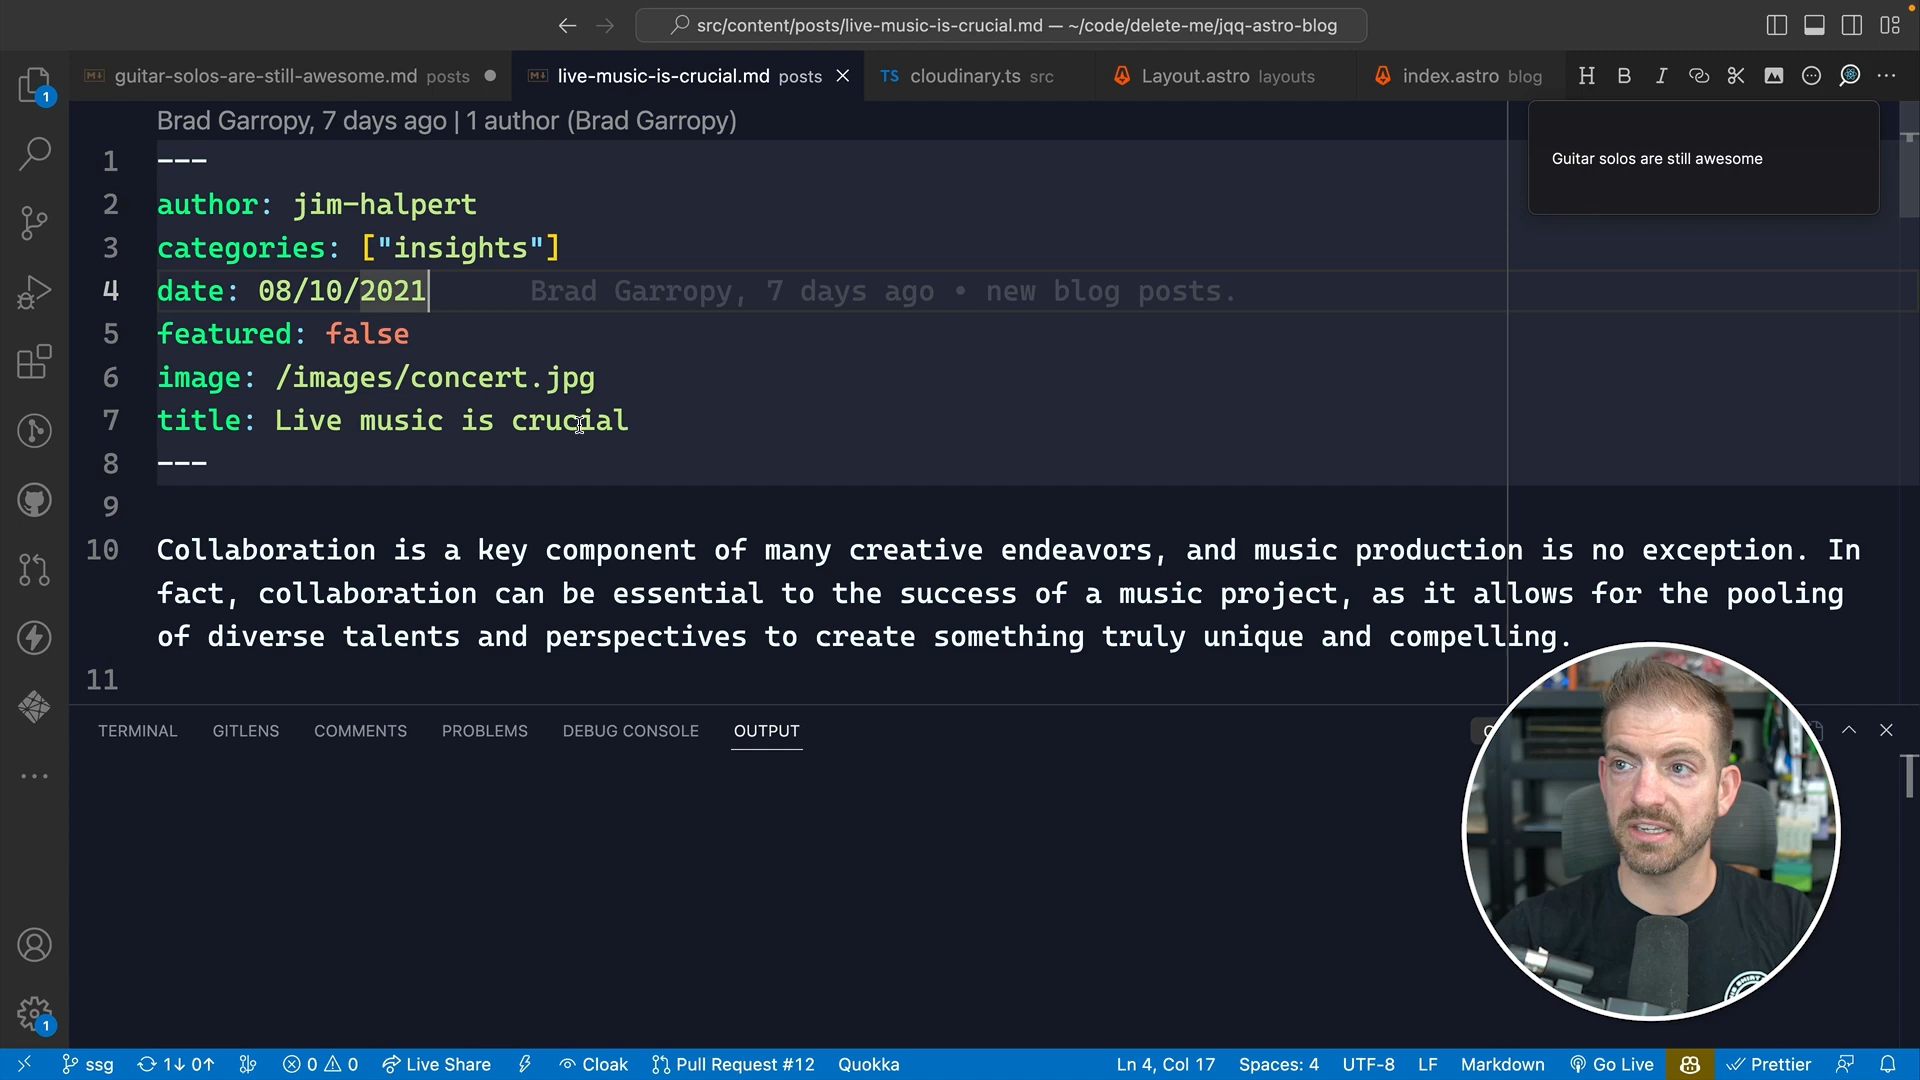 src/content/posts/live-music-is-crucial.md — ~/code/delete-me/jqq-astro-blog
guitar-solos-are-still-awesome.md posts
live-music-is-crucial.md posts
TS cloudinary.ts src
Layout.astro layouts
index.astro blog
H B I
1
Brad Garropy, 7 days ago | 1 author (Brad Garropy)
Guitar solos are still awesome
1 ---
2 author: jim-halpert
3 categories: ["insights"]
4 date: 08/10/2021 Brad Garropy, 7 days ago • new blog posts.
5 featured: false
6 image: /images/concert.jpg
7 title: Live music is crucial
8 ---
9
10 Collaboration is a key component of many creative endeavors, and music production is no exception. In
fact, collaboration can be essential to the success of a music project, as it allows for the pooling
of diverse talents and perspectives to create something truly unique and compelling.
11
TERMINAL GITLENS COMMENTS PROBLEMS DEBUG CONSOLE OUTPUT
1
ssg 1↓ 0↑ 0 0 Live Share Cloak Pull Request #12 Quokka Ln 4, Col 17 Spaces: 4 UTF-8 LF Markdown Go Live Prettier